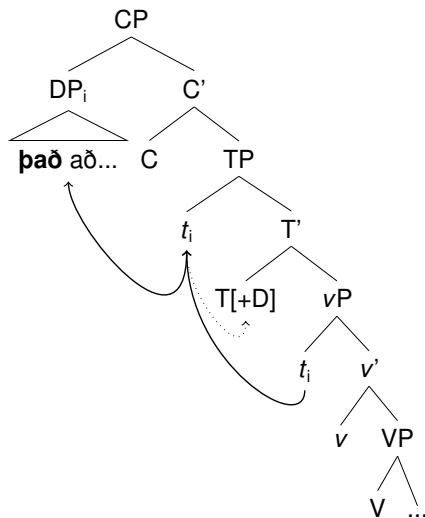 CP
DPi C'
það að... C TP
ti T'
T[+D] vP
ti v'
v VP
V ...